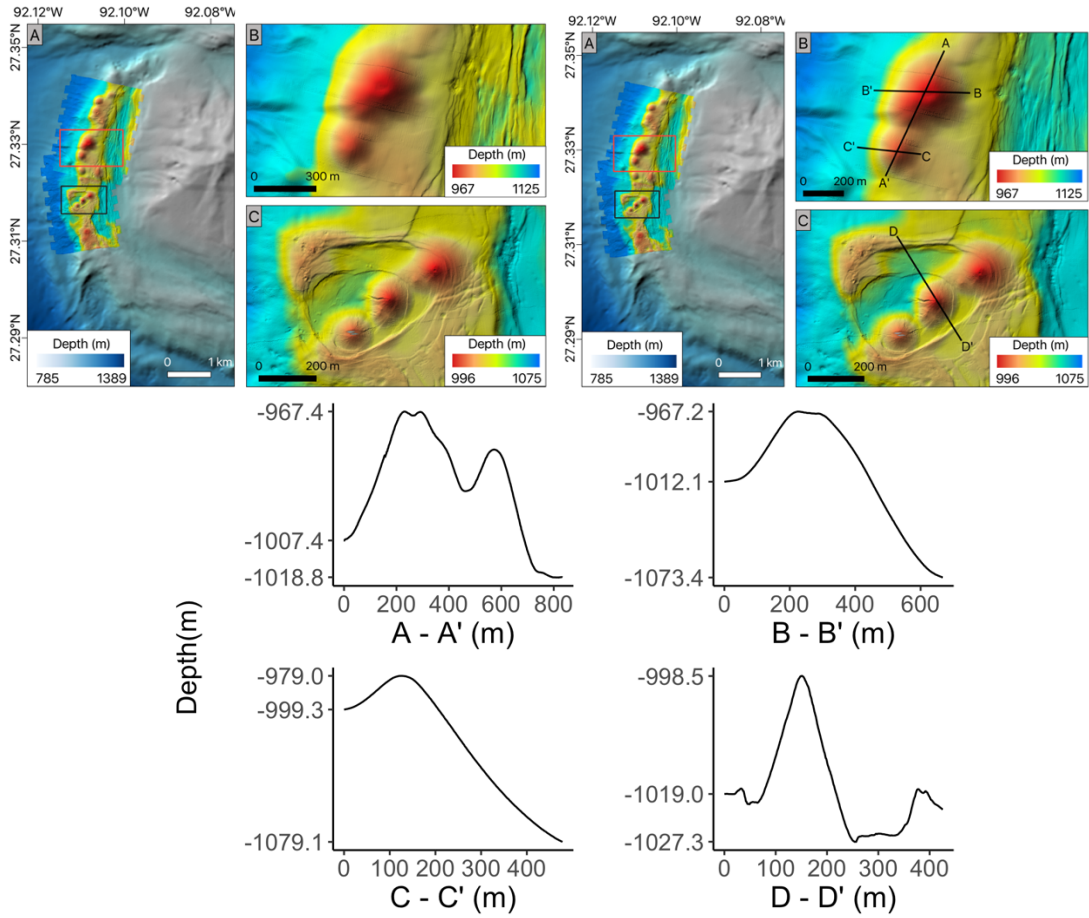 92.12°W 92.10°W 92.08°W
A
27.35°N
27.33°N
27.31°N
27.29°N
Depth (m)
785 1389
0 1 km
B
0 300 m
Depth (m)
967 1125
C
0 200 m
Depth (m)
996 1075
92.12°W 92.10°W 92.08°W
A
27.35°N
27.33°N
27.31°N
27.29°N
Depth (m)
785 1389
0 1 km
B
A
B' B
C' C
A'
0 200 m
Depth (m)
967 1125
C
D
D'
0 200 m
Depth (m)
996 1075
Depth(m)
-967.4
-1007.4
-1018.8
0 200 400 600 800
A - A' (m)
-967.2
-1012.1
-1073.4
0 200 400 600
B - B' (m)
-979.0
-999.3
-1079.1
0 100 200 300 400
C - C' (m)
-998.5
-1019.0
-1027.3
0 100 200 300 400
D - D' (m)